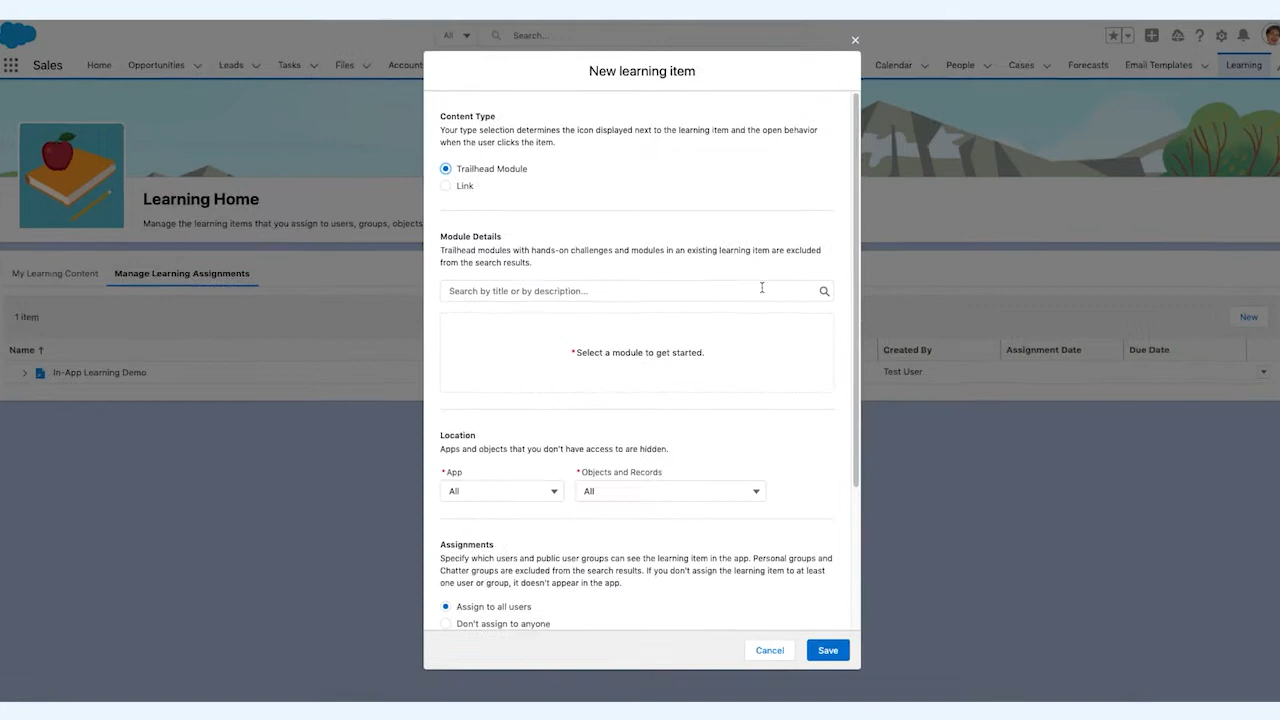 All
Search...
Sales
Home
Opportunities
Leads
Tasks
Files
Calendar
People
Cases
Forecasts
Email Templates
Learning
New learning item
Content Type
Your type selection determines the icon displayed next to the learning item and the open behavior
when the user clicks the item.
Trailhead Module
Link
Learning Home
Manage the learning items that you assign to users, groups, objects
Module Details
Trailhead modules with hands-on challenges and modules in an existing learning item are excluded
from the search results.
My Learning Content
Manage Learning Assignments
Search by title or by description...
1 item
New
Name ↑
Created By
Assignment Date
Due Date
*Select a module to get started.
In-App Learning Demo
Test User
Location
Apps and objects that you don't have access to are hidden.
*App
*Objects and Records
All
All
Assignments
Specify which users and public user groups can see the learning item in the app. Personal groups and
Chatter groups are excluded from the search results. If you don't assign the learning item to at least
one user or group, it doesn't appear in the app.
Assign to all users
Don't assign to anyone
Cancel
Save